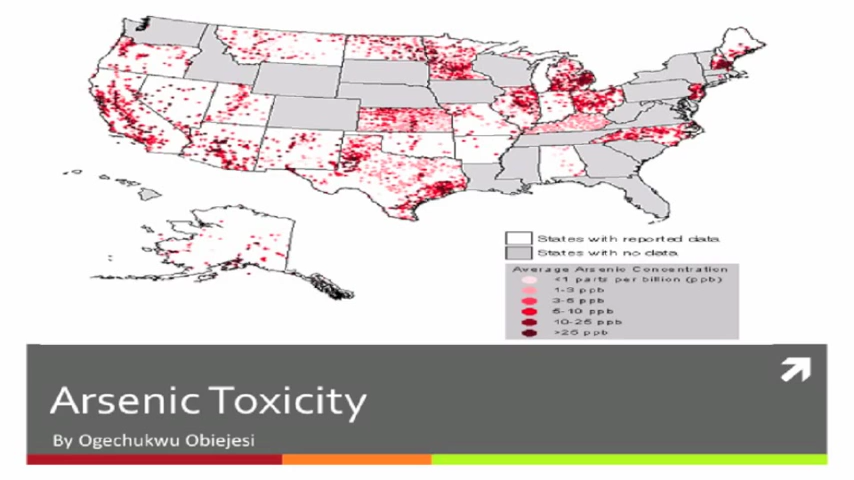 States with reported data
States with no data
Average Arsenic Concentration
<1 parts per billion (ppb)
1-3 ppb
3-5 ppb
5-10 ppb
10-25 ppb
>25 ppb
Arsenic Toxicity
By Ogechukwu Obiejesi